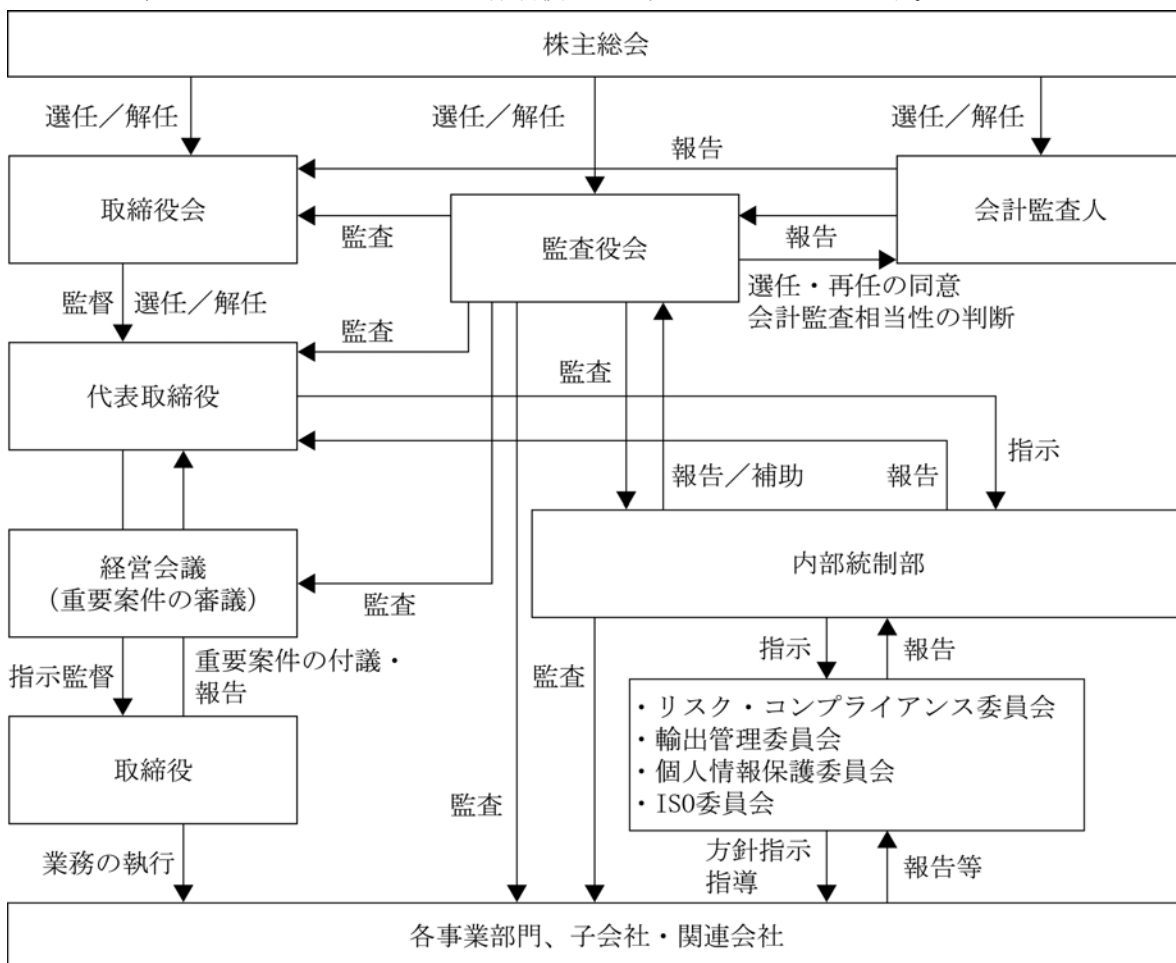 株主総会
選任／解任
選任／解任
選任／解任
報告
取締役会
会計監査人
監査
監査役会
報告
監督
選任／解任
選任・再任の同意
会計監査相当性の判断
監査
監査
代表取締役
指示
報告／補助
報告
経営会議
（重要案件の審議）
内部統制部
監査
指示監督
重要案件の付議・
報告
監査
指示
報告
・リスク・コンプライアンス委員会
・輸出管理委員会
・個人情報保護委員会
・ISO委員会
取締役
監査
業務の執行
方針指示
指導
報告等
各事業部門、子会社・関連会社